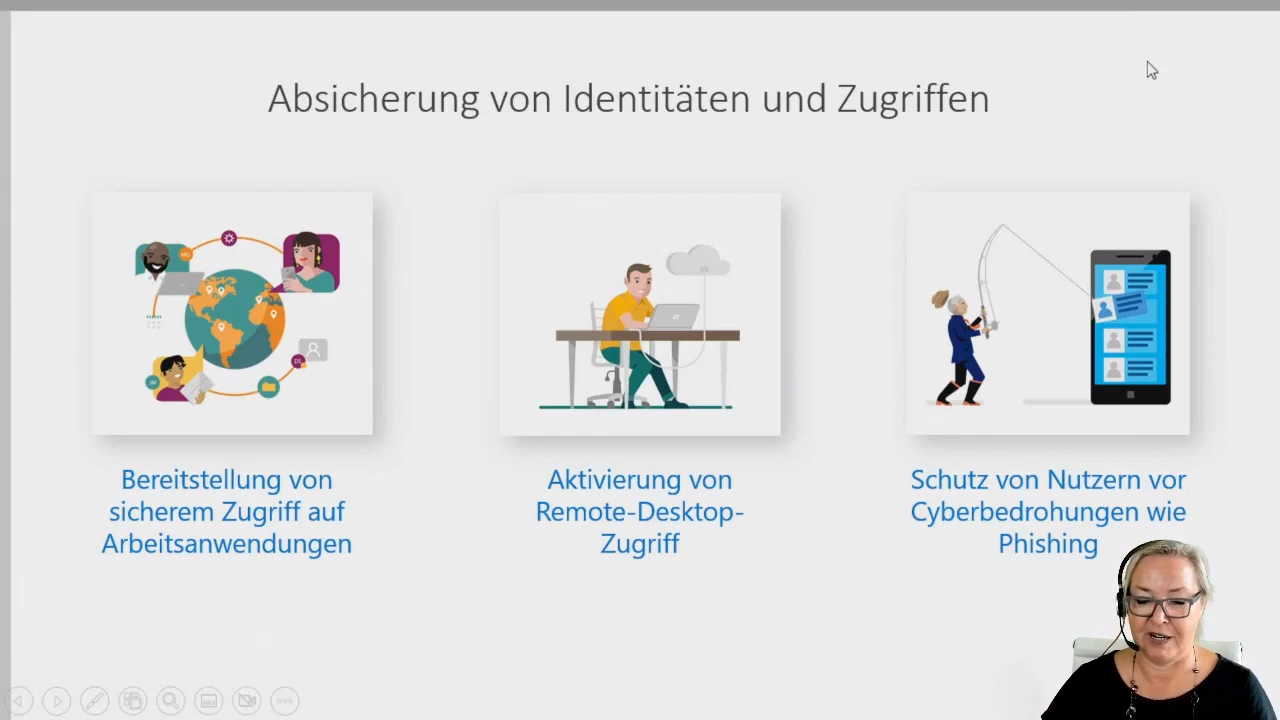 Absicherung von Identitäten und Zugriffen
Bereitstellung von
sicherem Zugriff auf
Arbeitsanwendungen
Aktivierung von
Remote-Desktop-
Zugriff
Schutz von Nutzern vor
Cyberbedrohungen wie
Phishing